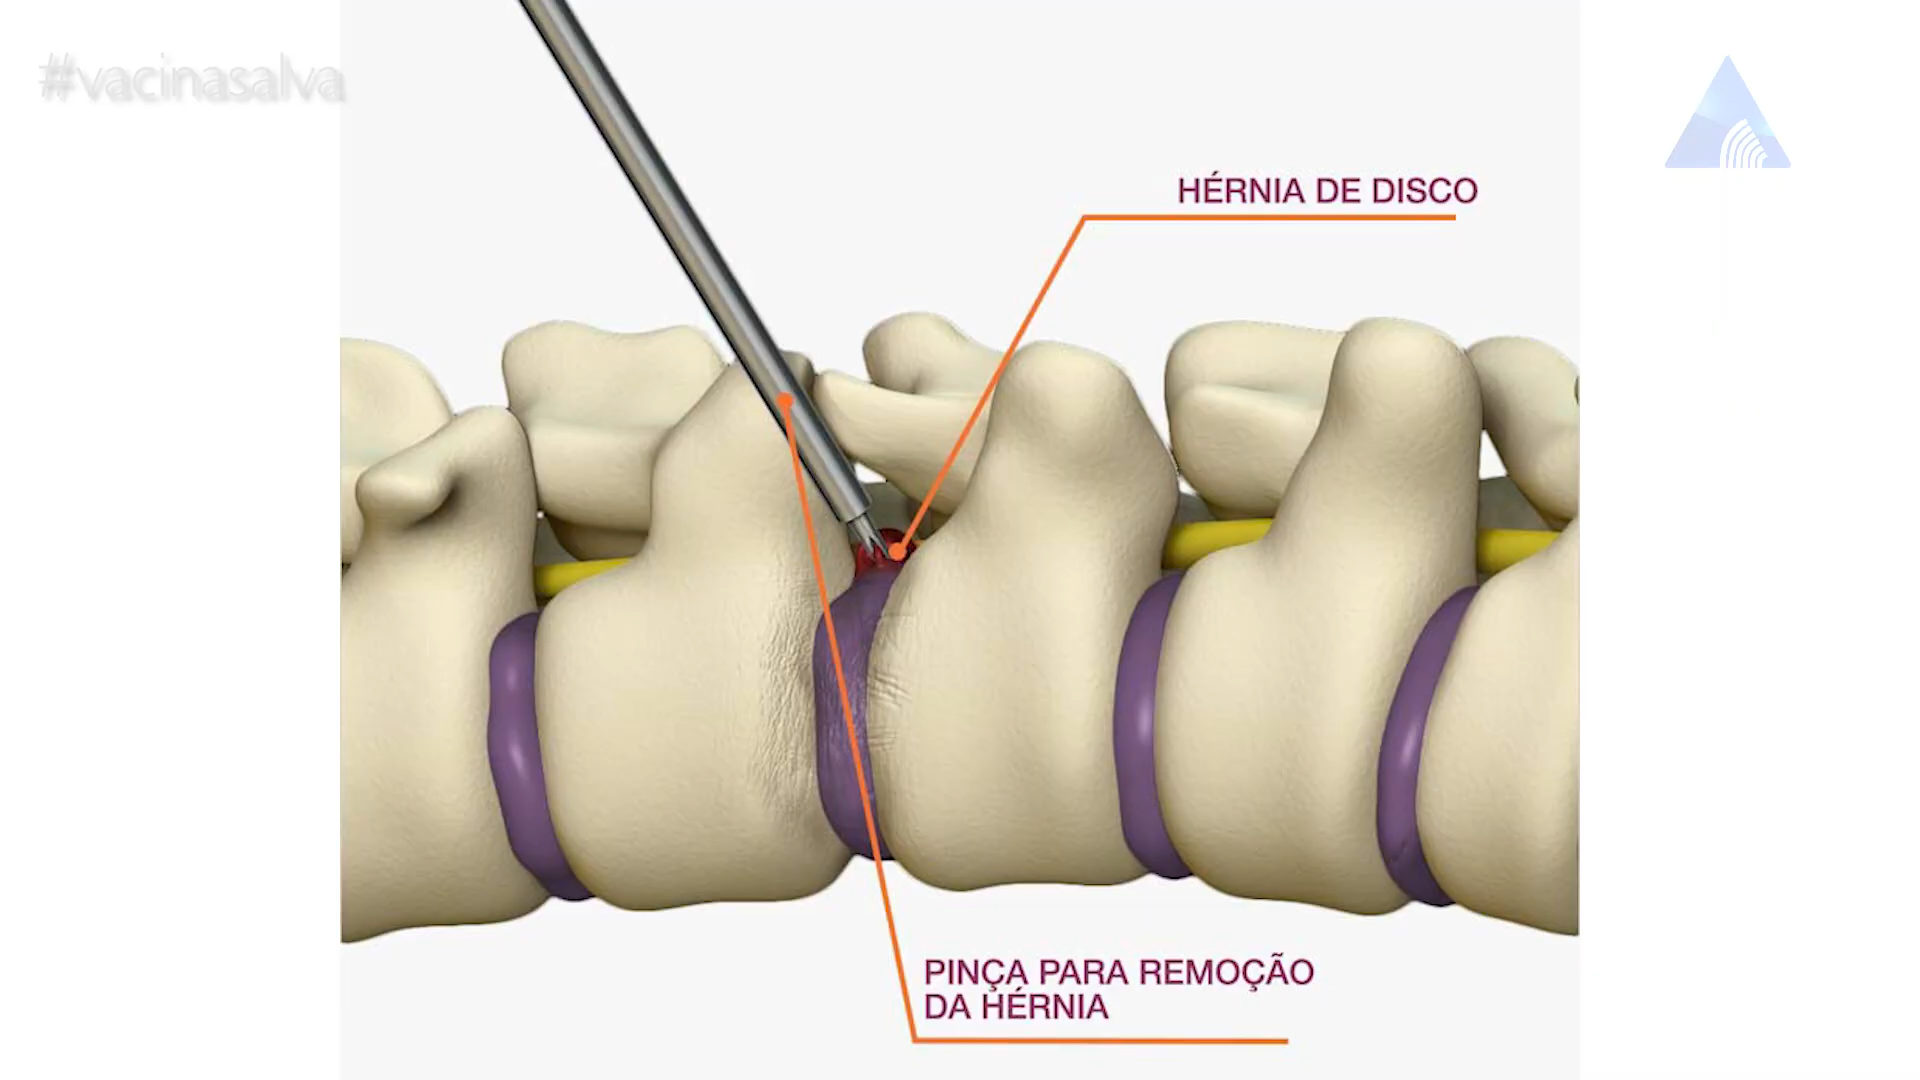 #vacinasalva
HÉRNIA DE DISCO
PINÇA PARA REMOÇÃO
DA HÉRNIA